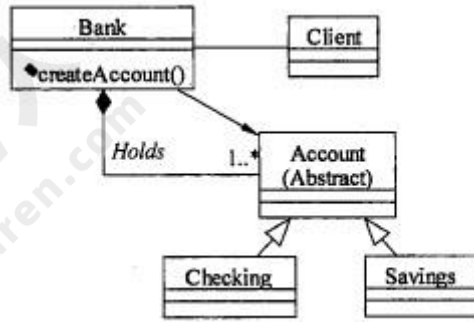 Bank
Client
createAccount()
Holds
1..*
Account
(Abstract)
Checking
Savings